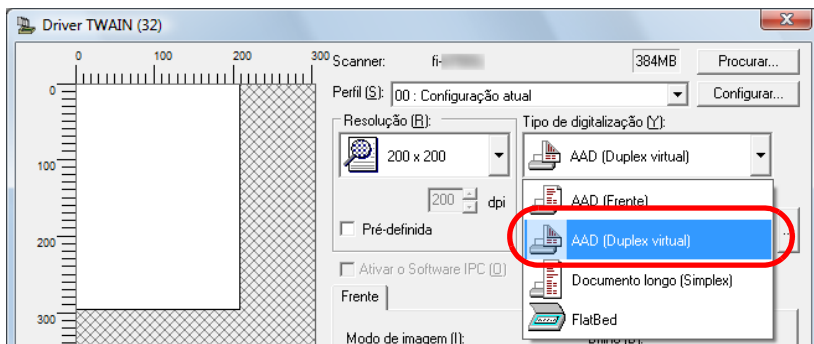 Driver TWAIN (32)
0 100 200 300
Scanner: fi- 384MB Procurar...
Perfil (S): 00 : Configuração atual Configurar...
Resolução (R): Tipo de digitalização (Y):
200 x 200 AAD (Duplex virtual)
200 dpi AAD (Frente)
Pré-definida AAD (Duplex virtual) ...
Ativar o Software IPC (O) Documento longo (Simplex)
Frente FlatBed
Modo de imagem (I):
0
100
200
300